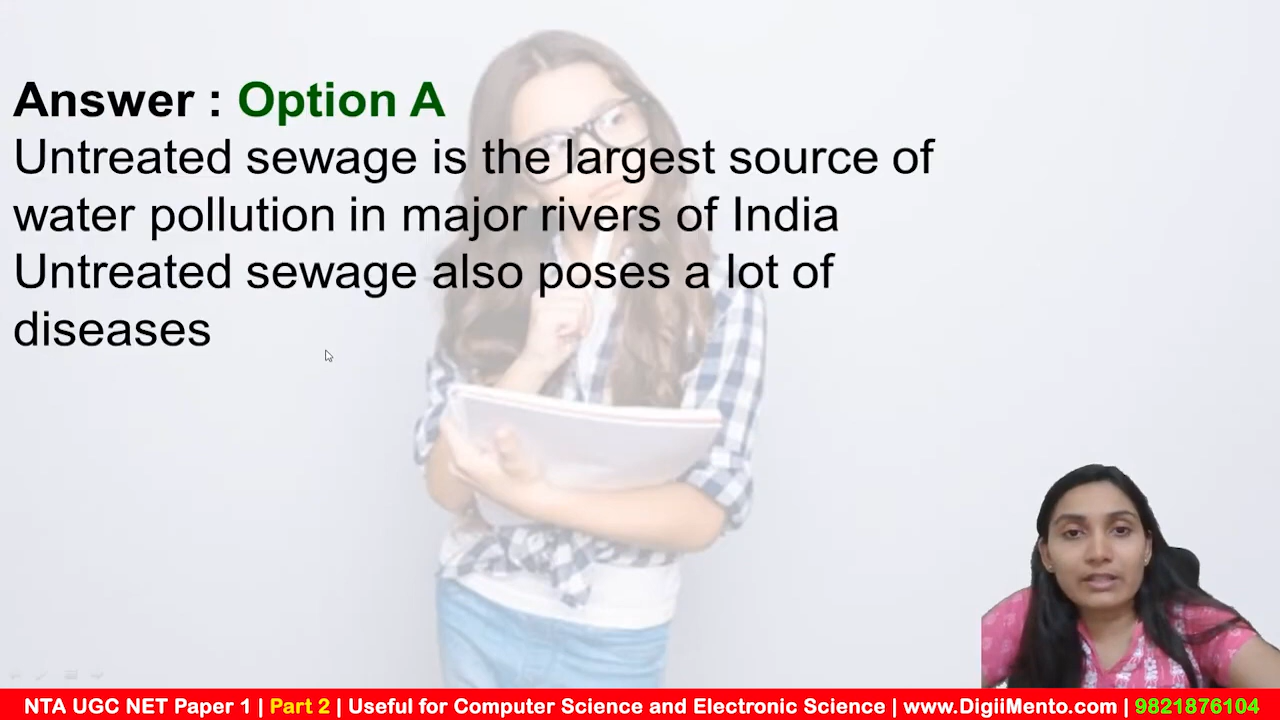 Answer : Option A
Untreated sewage is the largest source of
water pollution in major rivers of India
Untreated sewage also poses a lot of
diseases
NTA UGC NET Paper 1 | Part 2 | Useful for Computer Science and Electronic Science | www.DigiiMento.com | 9821876104